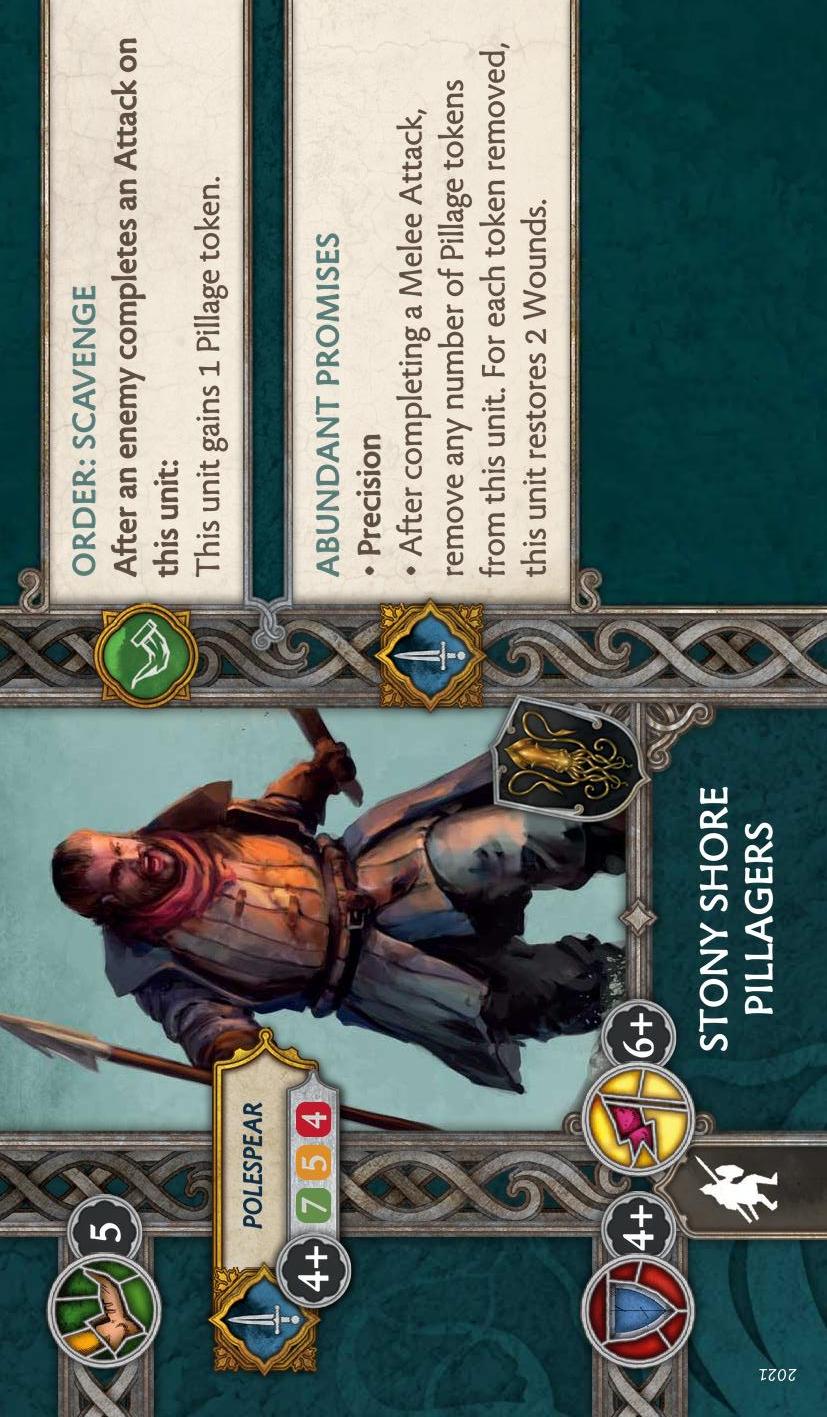 5
POLESPEAR
4+
7 5 4
4+
6+
STONY SHORE
PILLAGERS
2021
ORDER: SCAVENGE
After an enemy completes an Attack on
this unit:
This unit gains 1 Pillage token.
ABUNDANT PROMISES
• Precision
• After completing a Melee Attack,
remove any number of Pillage tokens
from this unit. For each token removed,
this unit restores 2 Wounds.